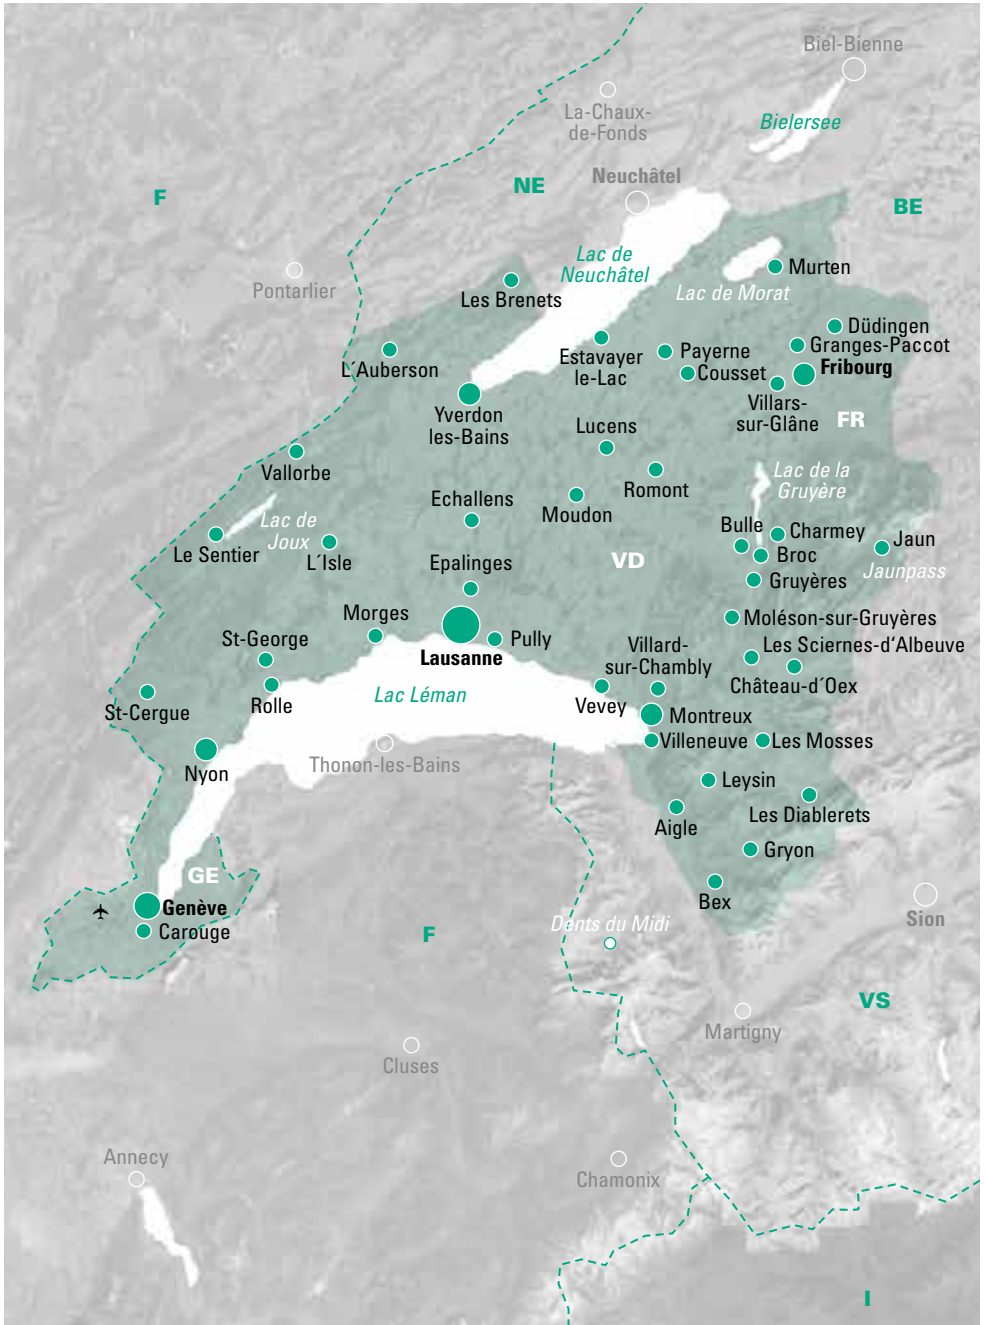 Biel-Bienne
La-Chaux-
de-Fonds
Bielersee
Neuchâtel
NE
F
BE
Lac de
Neuchâtel
Murten
Pontarlier
Les Brenets
Lac de Morat
Düdingen
Granges-Paccot
L´Auberson
Estavayer
le-Lac
Payerne
Cousset
Fribourg
Villars-
sur-Glâne
Yverdon
les-Bains
FR
Lucens
Vallorbe
Romont
Lac de la
Gruyère
Echallens
Moudon
Lac de
Joux
Bulle
Charmey
Jaun
Le Sentier
L´Isle
Epalinges
VD
Broc
Jaunpass
Gruyères
Morges
Moléson-sur-Gruyères
St-George
Pully
Lausanne
Villard-
sur-Chambly
Les Sciernes-d‘Albeuve
Château-d´Oex
St-Cergue
Rolle
Lac Léman
Vevey
Montreux
Villeneuve
Les Mosses
Nyon
Thonon-les-Bains
Leysin
Les Diablerets
Aigle
Gryon
GE
Bex
Genève
Carouge
F
Dents du Midi
Sion
VS
Martigny
Cluses
Annecy
Chamonix
I